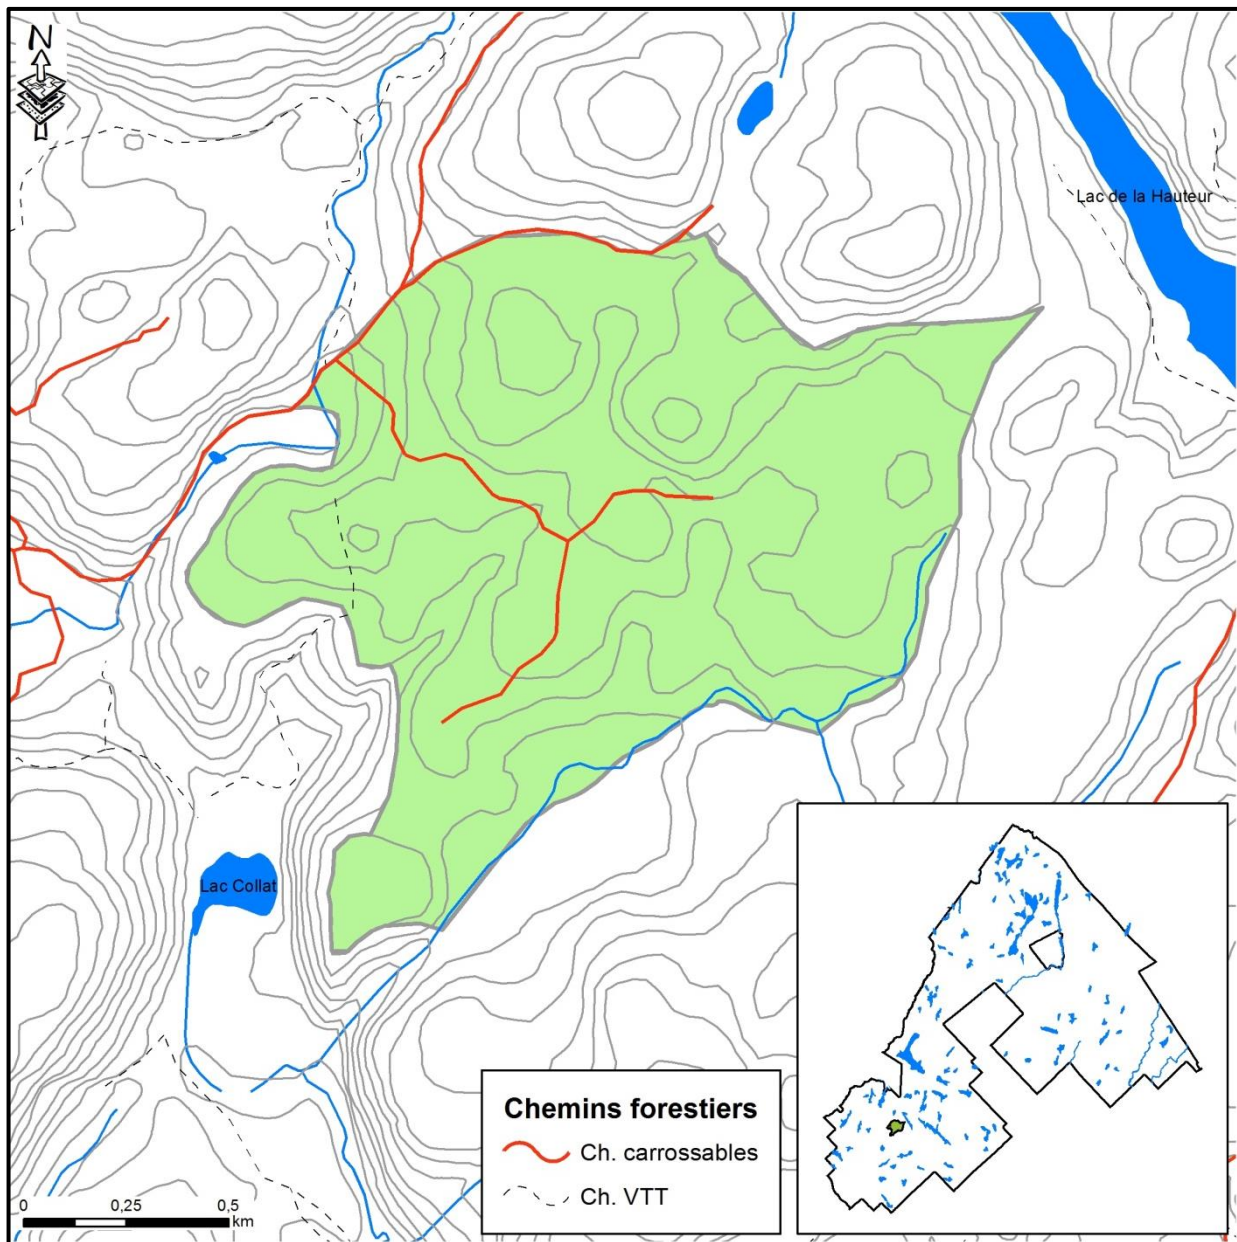 N
Lac de la Hauteur
Lac Collat
Chemins forestiers
Ch. carrossables
Ch. VTT
0 0,25 0,5
km